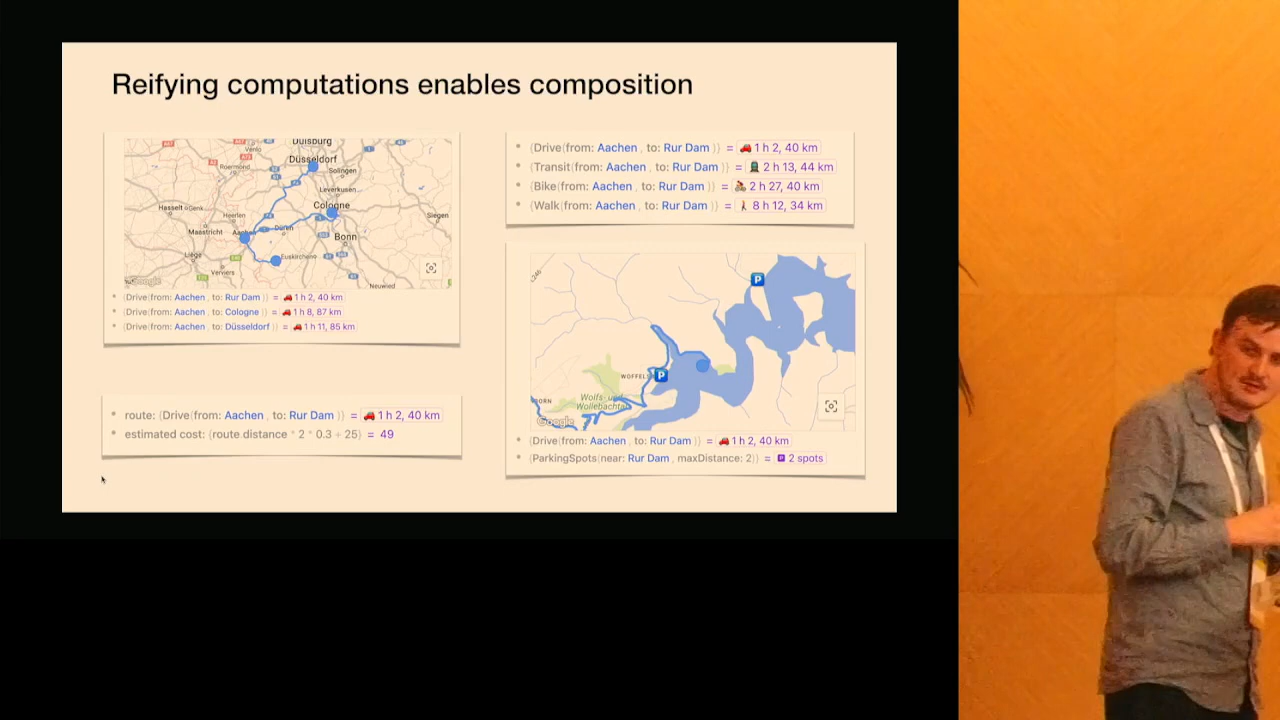 Reifying computations enables composition
Duisburg
Venlo
Düsseldorf
Roermond
Solingen
Leverkusen
Cologne
Hasselt
Genk
Heerlen
Siegen
Maastricht
Aachen
Düren
Bonn
Liège
Euskirchen
Verviers
Neuwied
Google
{Drive(from: Aachen , to: Rur Dam )} = 🚗 1 h 2, 40 km
{Drive(from: Aachen , to: Cologne )} = 🚗 1 h 8, 87 km
{Drive(from: Aachen , to: Düsseldorf )} = 🚗 1 h 11, 85 km
route: {Drive(from: Aachen , to: Rur Dam )} = 🚗 1 h 2, 40 km
estimated cost: {route.distance * 2 * 0.3 + 25} = 49
{Drive(from: Aachen , to: Rur Dam )} = 🚗 1 h 2, 40 km
{Transit(from: Aachen , to: Rur Dam )} = 🚆 2 h 13, 44 km
{Bike(from: Aachen , to: Rur Dam )} = 🚴 2 h 27, 40 km
{Walk(from: Aachen , to: Rur Dam )} = 🚶 8 h 12, 34 km
P
P
Wolfs- und
Wollebachtal
Google
{Drive(from: Aachen , to: Rur Dam )} = 🚗 1 h 2, 40 km
{ParkingSpots(near: Rur Dam , maxDistance: 2)} = 🅿 2 spots